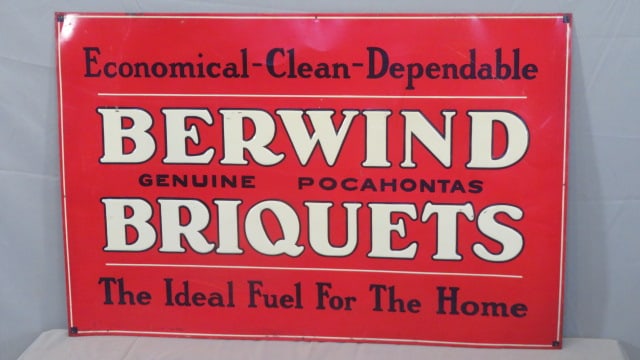 Economical-Clean-Dependable
BERWIND
GENUINE POCAHONTAS
BRIQUETS
The Ideal Fuel For The Home